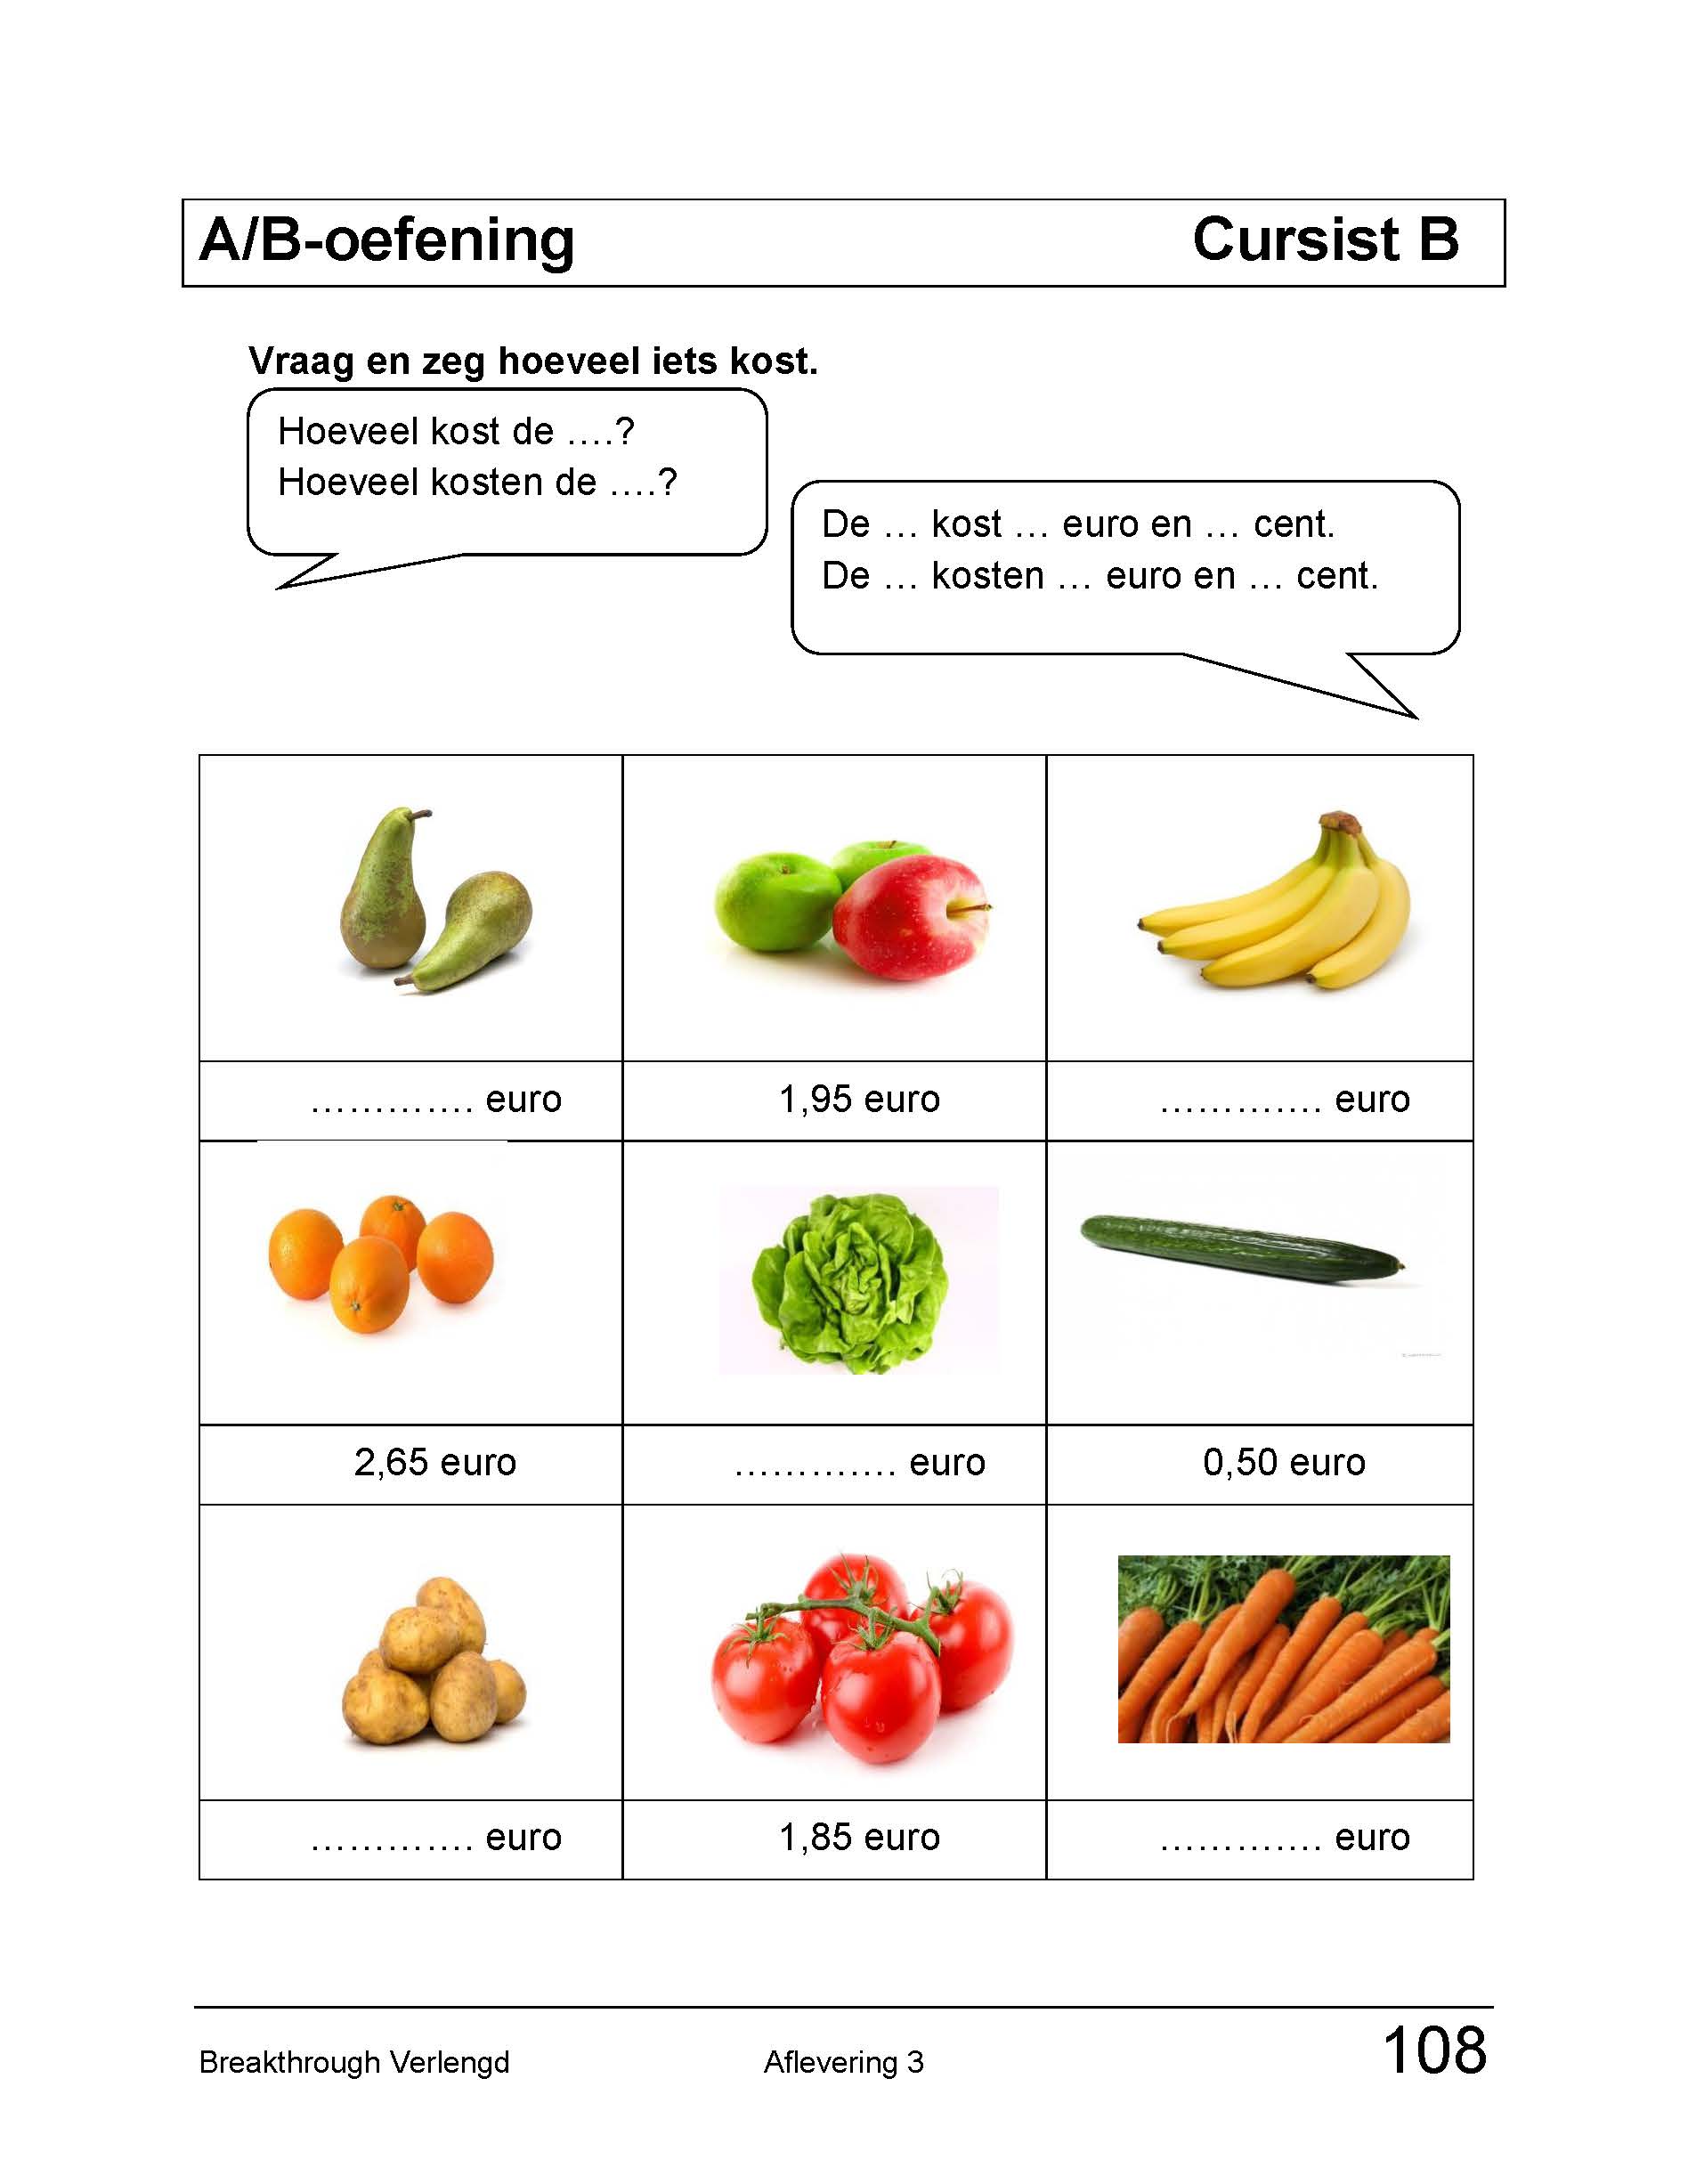 A/B-oefening Cursist B
Vraag en zeg hoeveel iets kost.
Hoeveel kost de ….?
Hoeveel kosten de ….?
De … kost … euro en … cent.
De … kosten … euro en … cent.
…………. euro 1,95 euro …………. euro
2,65 euro …………. euro 0,50 euro
…………. euro 1,85 euro …………. euro
Breakthrough Verlengd Aflevering 3 108